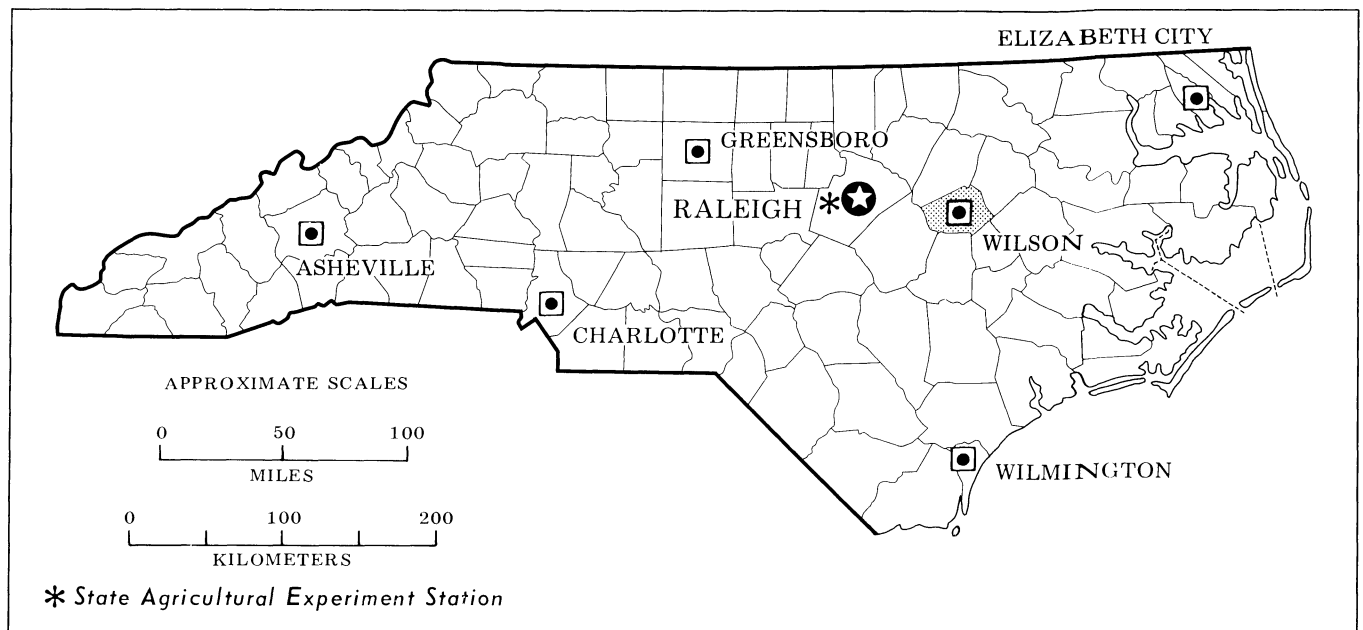 ELIZABETH CITY
GREENSBORO
RALEIGH *
WILSON
ASHEVILLE
CHARLOTTE
APPROXIMATE SCALES
0 50 100
MILES
WILMINGTON
0 100 200
KILOMETERS
* State Agricultural Experiment Station